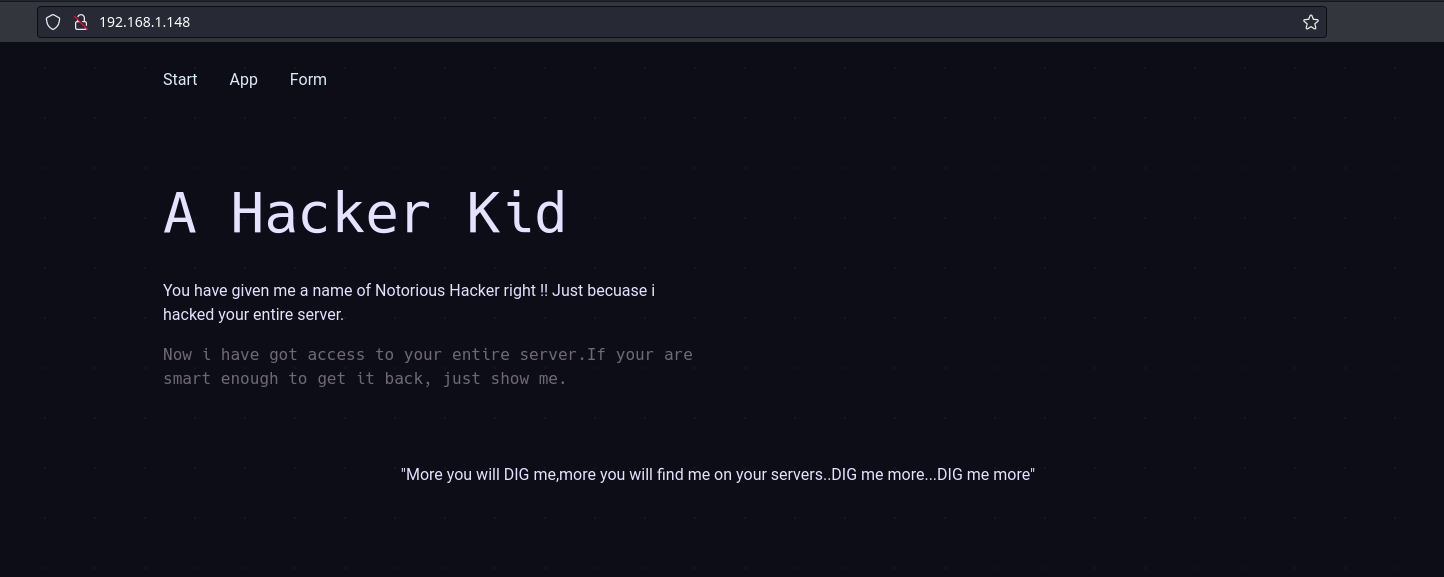 192.168.1.148
Start App Form
A Hacker Kid
You have given me a name of Notorious Hacker right !! Just becuase i
hacked your entire server.
Now i have got access to your entire server.If your are
smart enough to get it back, just show me.
"More you will DIG me,more you will find me on your servers..DIG me more...DIG me more"